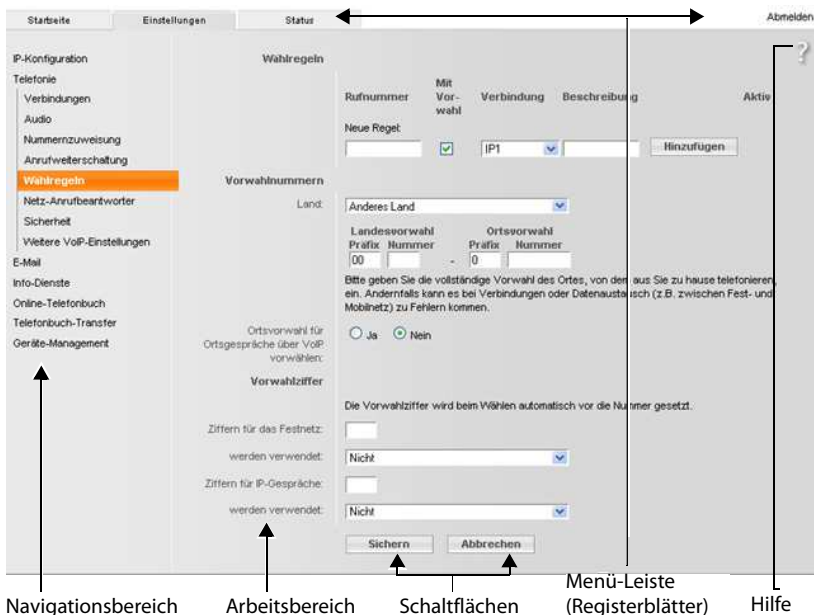 Startseite Einstellungen Status Abmelden
IP-Konfiguration
Telefonie
Verbindungen
Audio
Nummernzuweisung
Anrufweiterschaltung
Wählregeln
Netz-Anrufbeantworter
Sicherheit
Weitere VoIP-Einstellungen
E-Mail
Info-Dienste
Online-Telefonbuch
Telefonbuch-Transfer
Geräte-Management
?
Wählregeln
Rufnummer Mit Vor- wahl Verbindung Beschreibung Aktiv
Neue Regel:
IP1 Hinzufügen
Vorwahlnummern
Land: Anderes Land
Landesvorwahl Ortsvorwahl
Präfix Nummer Präfix Nummer
00 - 0
Bitte geben Sie die vollständige Vorwahl des Ortes, von dem aus Sie zu hause telefonieren,
ein. Andernfalls kann es bei Verbindungen oder Datenaustausch (z.B. zwischen Fest- und
Mobilnetz) zu Fehlern kommen.
Ortsvorwahl für
Ortsgespräche über VoIP
vorwählen:
Ja Nein
Vorwahlziffer
Die Vorwahlziffer wird beim Wählen automatisch vor die Nummer gesetzt.
Ziffern für das Festnetz:
werden verwendet: Nicht
Ziffern für IP-Gespräche:
werden verwendet: Nicht
Sichern Abbrechen
Navigationsbereich Arbeitsbereich Schaltflächen Menü-Leiste
(Registerblätter) Hilfe